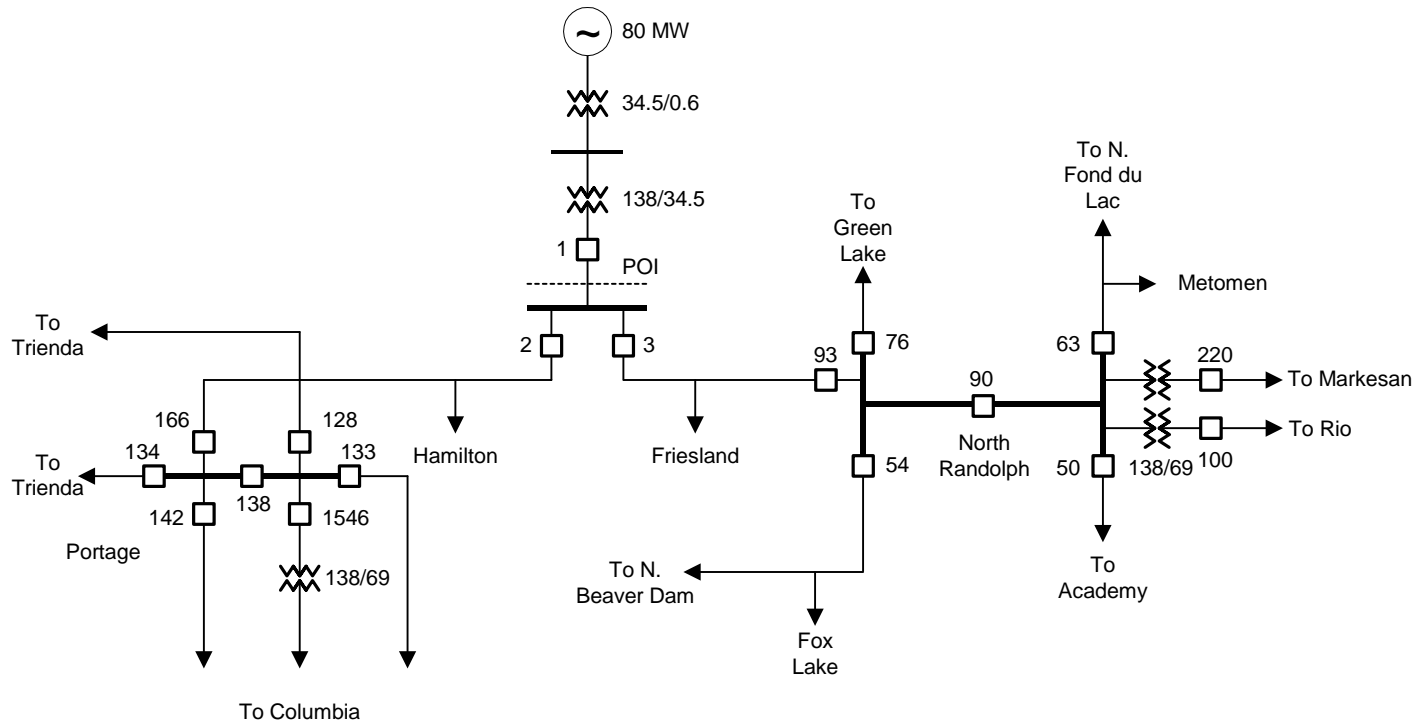 ~
80 MW
34.5/0.6
138/34.5
1
POI
2
3
To
Trienda
166
128
134
133
To
Trienda
142
138
1546
Portage
138/69
To Columbia
Hamilton
Friesland
93
To
Green
Lake
76
54
90
North
Randolph
To N.
Beaver Dam
Fox
Lake
To N.
Fond du
Lac
Metomen
63
220
To Markesan
To Rio
50
138/69
100
To
Academy